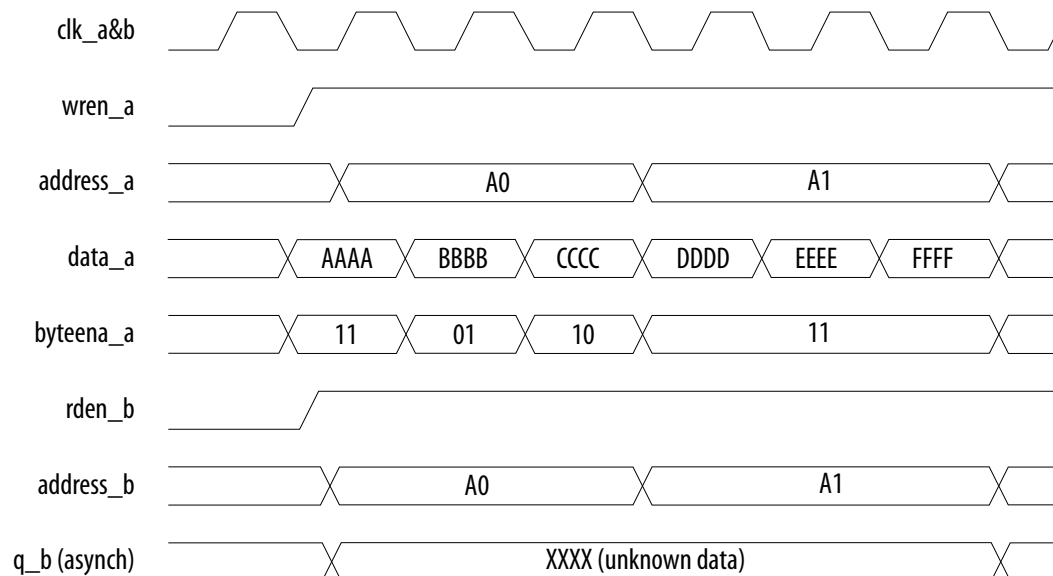 clk_a&b
wren_a
address_a A0 A1
data_a AAAA BBBB CCCC DDDD EEEE FFFF
byteena_a 11 01 10 11
rden_b
address_b A0 A1
q_b (asynch) XXXX (unknown data)